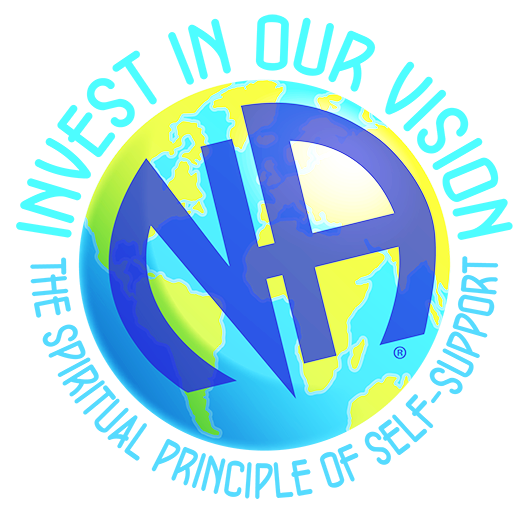 INVEST IN OUR VISION
NA
®
THE SPIRITUAL PRINCIPLE OF SELF-SUPPORT